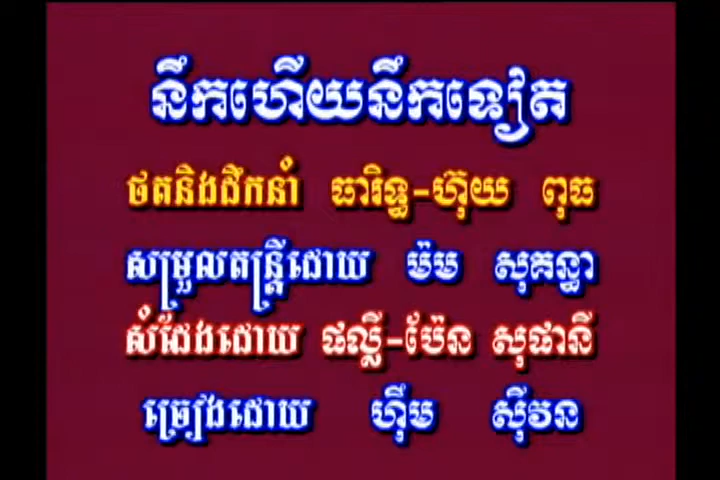 នឹកហើយនឹកទៀត
ថតនិងដឹកនាំ ធារិទ្ធ-ហ៊ុយ ពុធ
សម្រួលតន្ត្រីដោយ ម៉ម សុគន្ធា
សំដែងដោយ ផល្លី-ប៉ែន សុផានី
ច្រៀងដោយ ហ៊ឹម ស៊ីវន